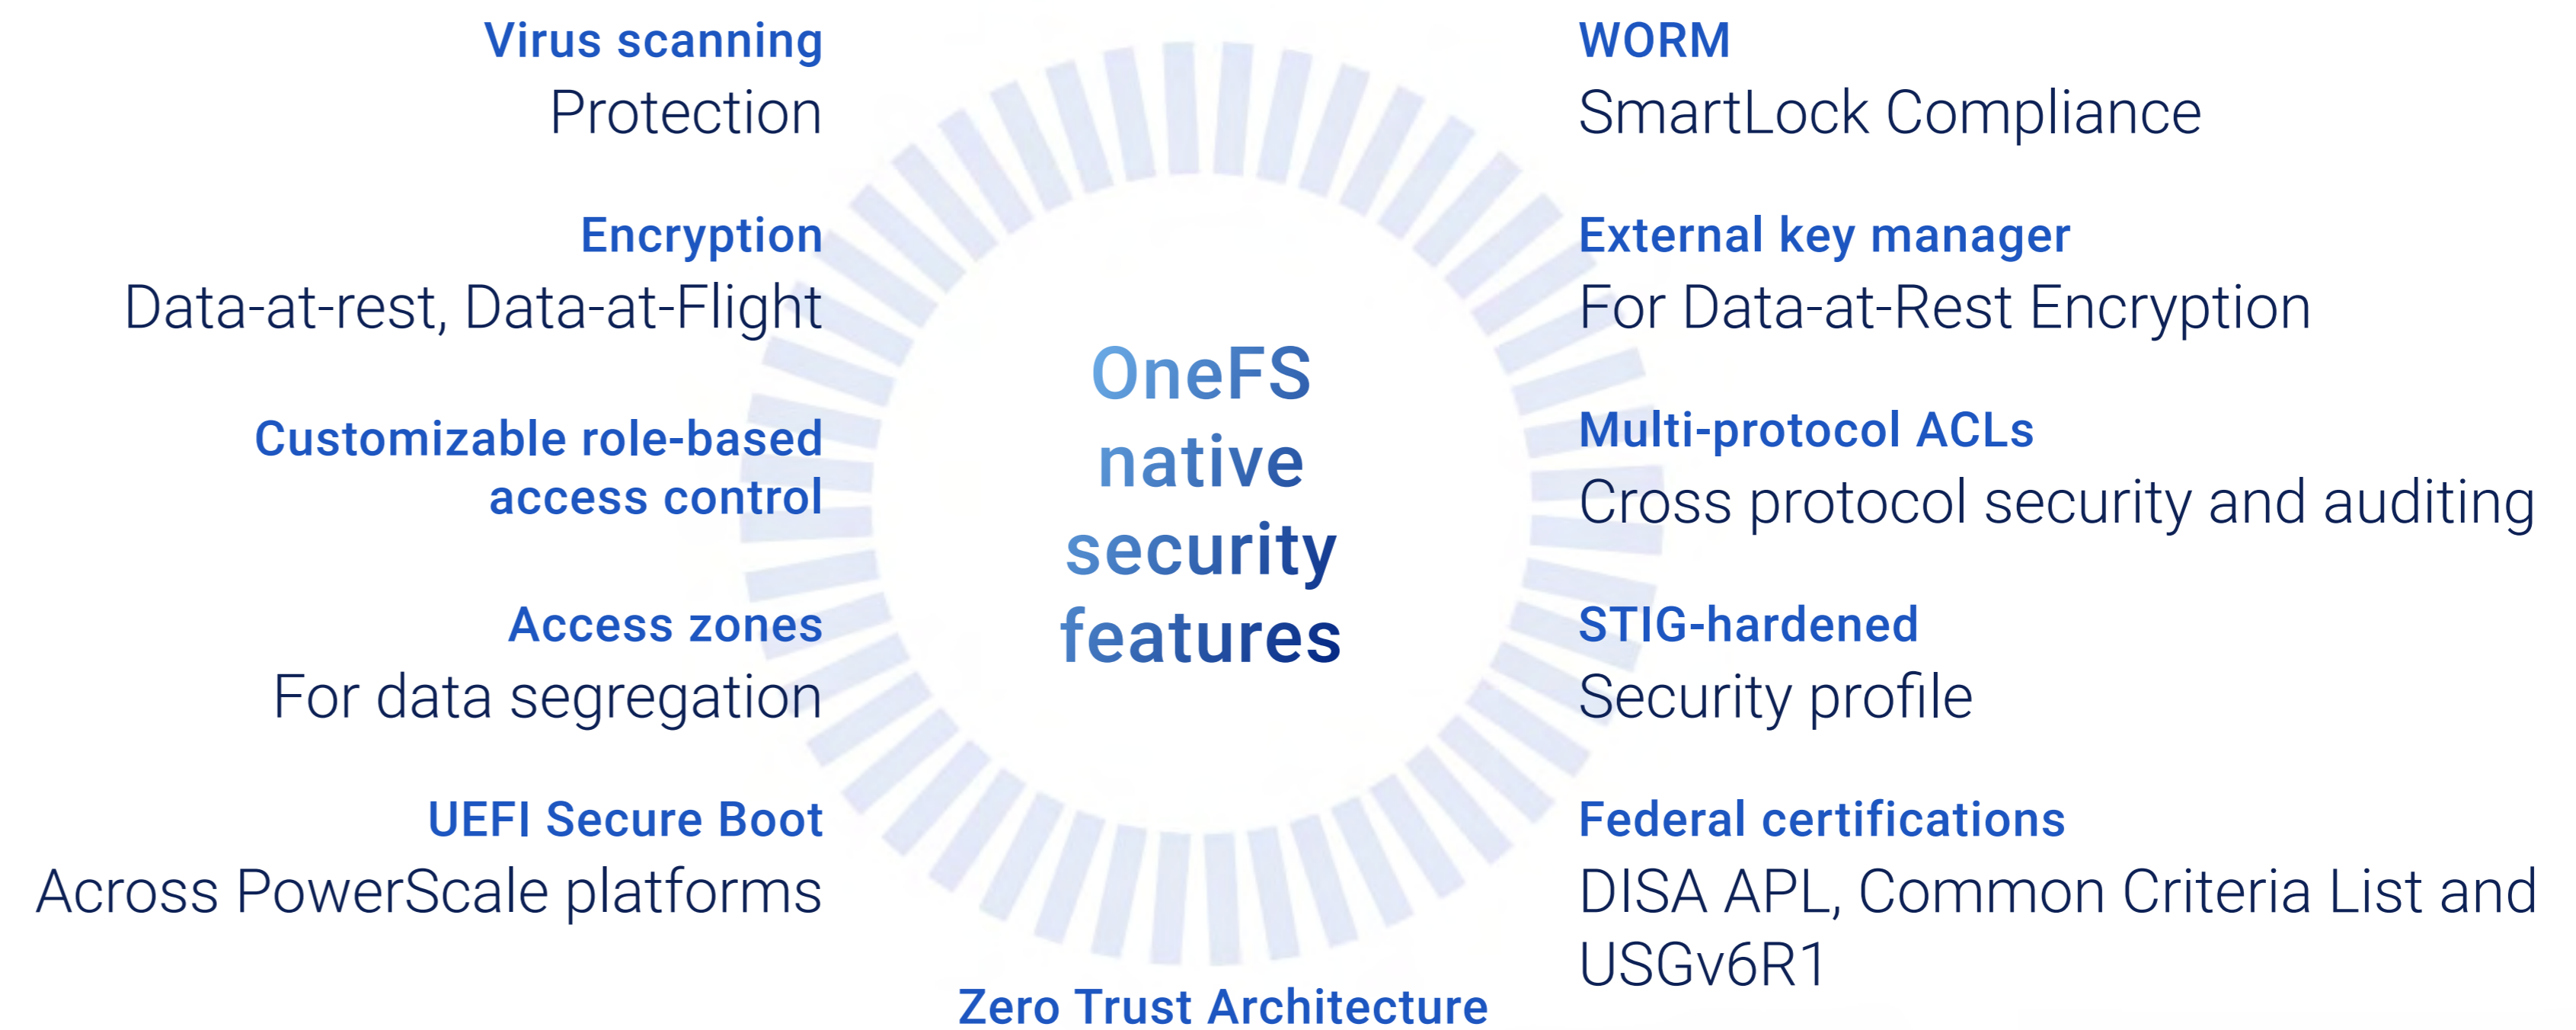 Virus scanning
Protection
Encryption
Data-at-rest, Data-at-Flight
Customizable role-based
access control
Access zones
For data segregation
UEFI Secure Boot
Across PowerScale platforms
OneFS
native
security
features
Zero Trust Architecture
WORM
SmartLock Compliance
External key manager
For Data-at-Rest Encryption
Multi-protocol ACLs
Cross protocol security and auditing
STIG-hardened
Security profile
Federal certifications
DISA APL, Common Criteria List and
USGv6R1